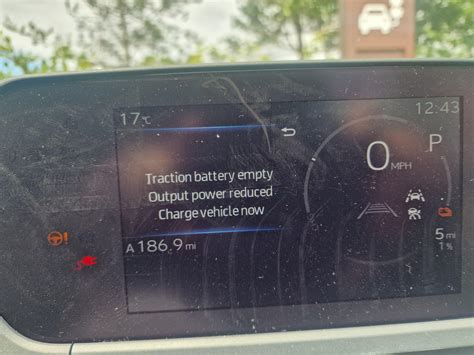 17°C
12:43
Traction battery empty
Output power reduced
Charge vehicle now
0 MPH
P
A 186.9 mi
5 mi
1%